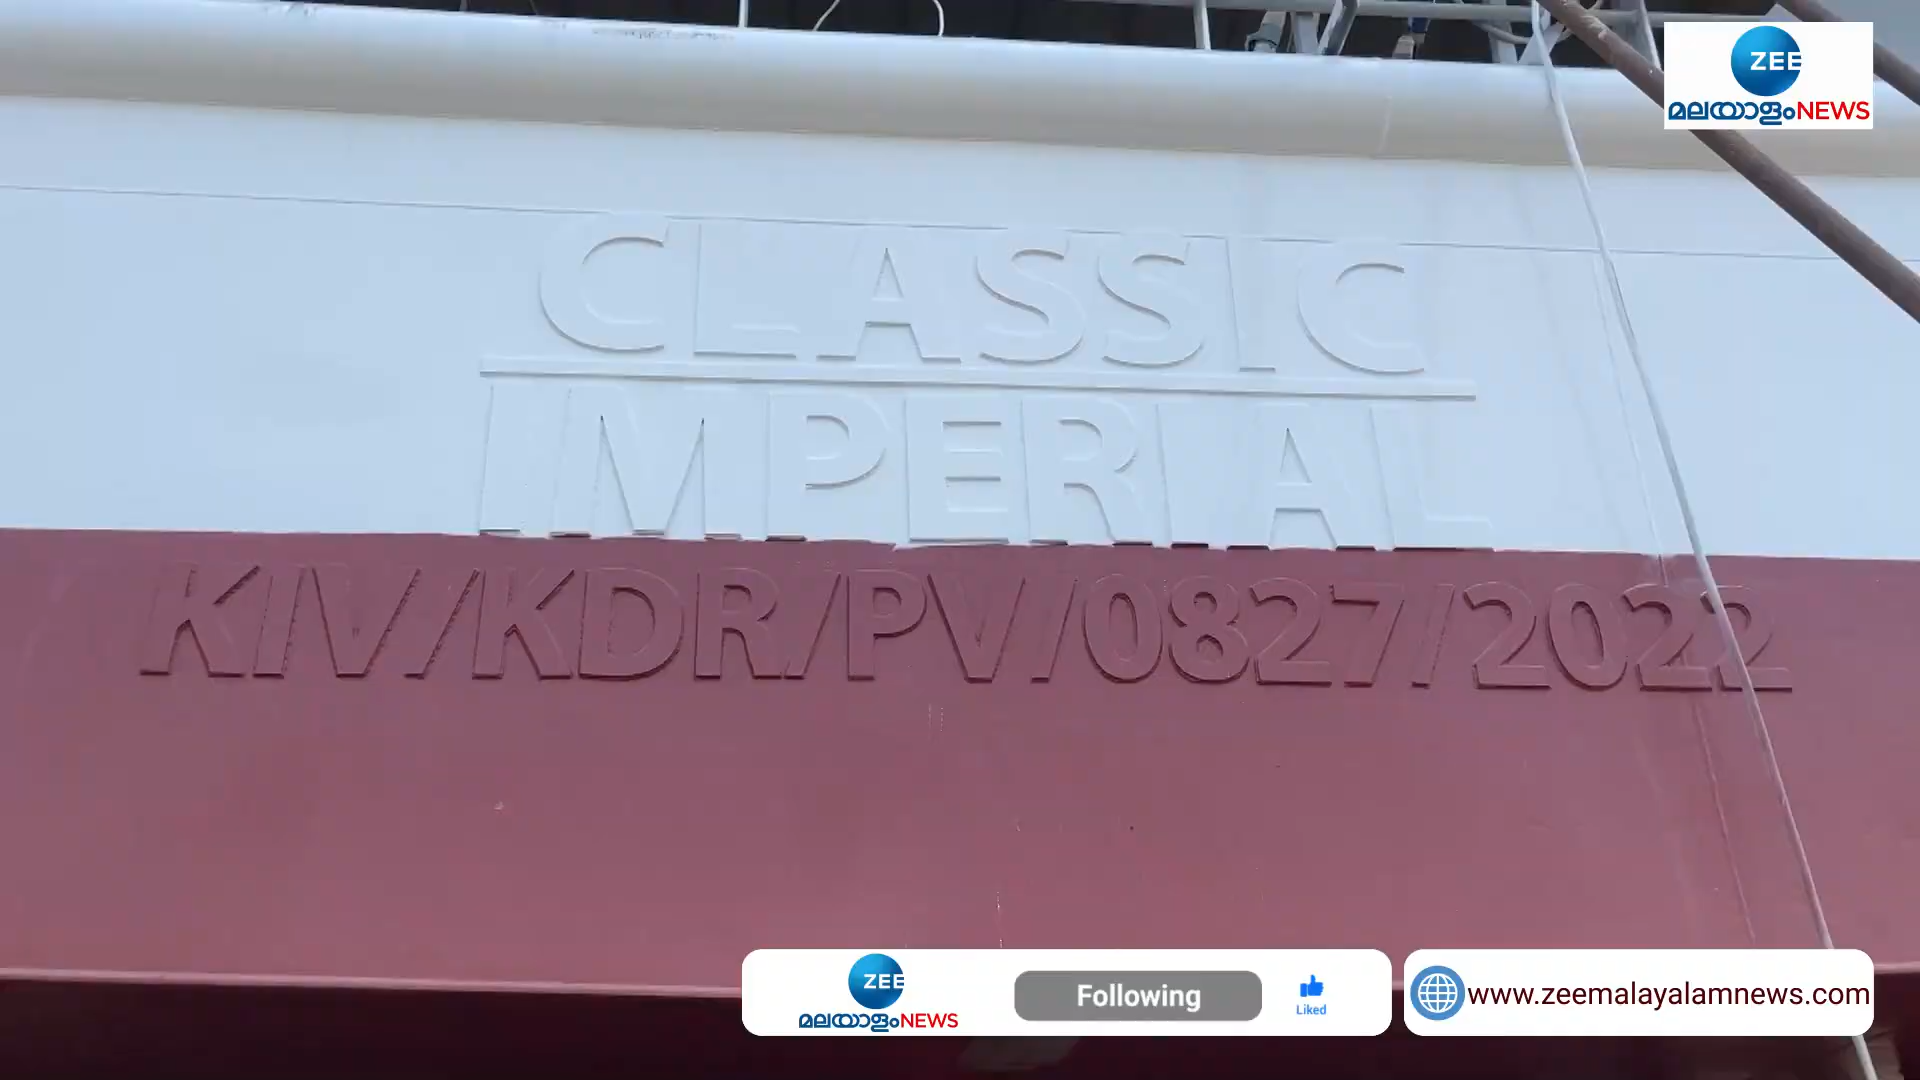 ZEE
മലയാളംNEWS
CLASSIC
IMPERIAL
KIV/KDR/PV/0827/2022
ZEE
മലയാളംNEWS
Following
Liked
www.zeemalayalamnews.com